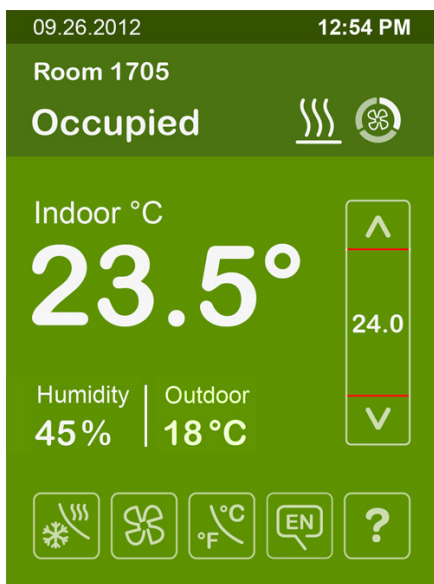 09.26.2012 12:54 PM
Room 1705
Occupied
Indoor °C
23.5°
24.0
Humidity Outdoor
45% 18°C
°F °C EN ?